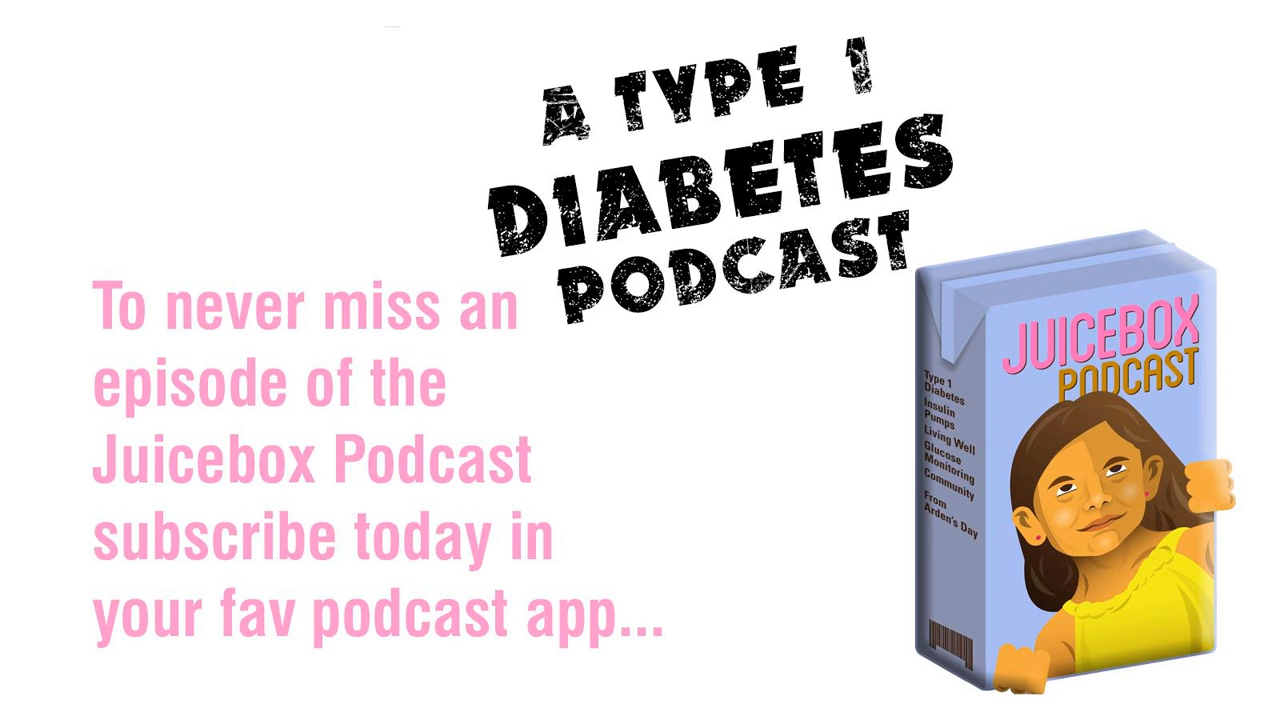 A TYPE 1
DIABETES
PODCAST
To never miss an
episode of the
Juicebox Podcast
subscribe today in
your fav podcast app...
JUICEBOX
PODCAST
Type 1
Diabetes
Insulin
Pumps
Living Well
Glucose
Monitoring
Community
From
Arden's Day